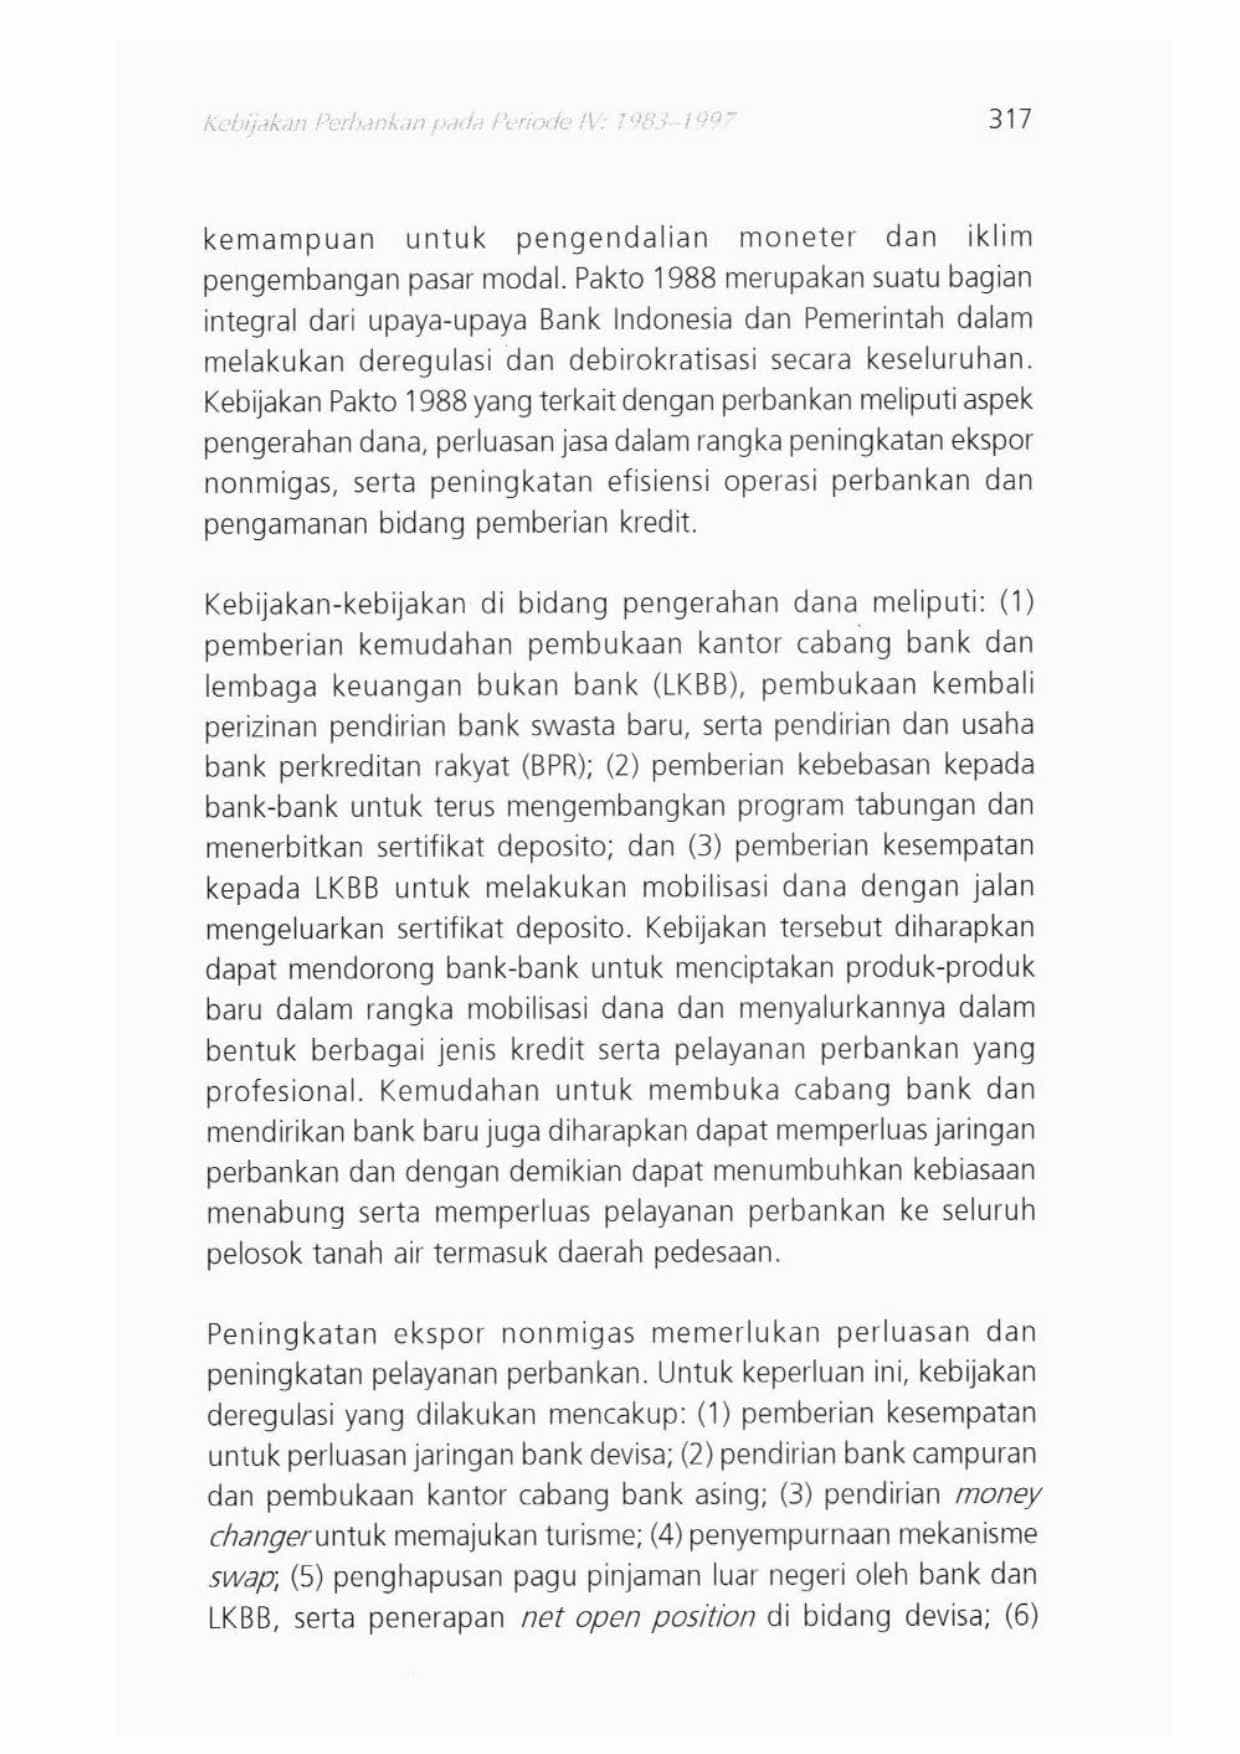 Kebijakan Perbankan pada Periode IV: 1983–1997 317
kemampuan untuk pengendalian moneter dan iklim
pengembangan pasar modal. Pakto 1988 merupakan suatu bagian
integral dari upaya-upaya Bank Indonesia dan Pemerintah dalam
melakukan deregulasi dan debirokratisasi secara keseluruhan.
Kebijakan Pakto 1988 yang terkait dengan perbankan meliputi aspek
pengerahan dana, perluasan jasa dalam rangka peningkatan ekspor
nonmigas, serta peningkatan efisiensi operasi perbankan dan
pengamanan bidang pemberian kredit.
Kebijakan-kebijakan di bidang pengerahan dana meliputi: (1)
pemberian kemudahan pembukaan kantor cabang bank dan
lembaga keuangan bukan bank (LKBB), pembukaan kembali
perizinan pendirian bank swasta baru, serta pendirian dan usaha
bank perkreditan rakyat (BPR); (2) pemberian kebebasan kepada
bank-bank untuk terus mengembangkan program tabungan dan
menerbitkan sertifikat deposito; dan (3) pemberian kesempatan
kepada LKBB untuk melakukan mobilisasi dana dengan jalan
mengeluarkan sertifikat deposito. Kebijakan tersebut diharapkan
dapat mendorong bank-bank untuk menciptakan produk-produk
baru dalam rangka mobilisasi dana dan menyalurkannya dalam
bentuk berbagai jenis kredit serta pelayanan perbankan yang
profesional. Kemudahan untuk membuka cabang bank dan
mendirikan bank baru juga diharapkan dapat memperluas jaringan
perbankan dan dengan demikian dapat menumbuhkan kebiasaan
menabung serta memperluas pelayanan perbankan ke seluruh
pelosok tanah air termasuk daerah pedesaan.
Peningkatan ekspor nonmigas memerlukan perluasan dan
peningkatan pelayanan perbankan. Untuk keperluan ini, kebijakan
deregulasi yang dilakukan mencakup: (1) pemberian kesempatan
untuk perluasan jaringan bank devisa; (2) pendirian bank campuran
dan pembukaan kantor cabang bank asing; (3) pendirian money
changer untuk memajukan turisme; (4) penyempurnaan mekanisme
swap; (5) penghapusan pagu pinjaman luar negeri oleh bank dan
LKBB, serta penerapan net open position di bidang devisa; (6)